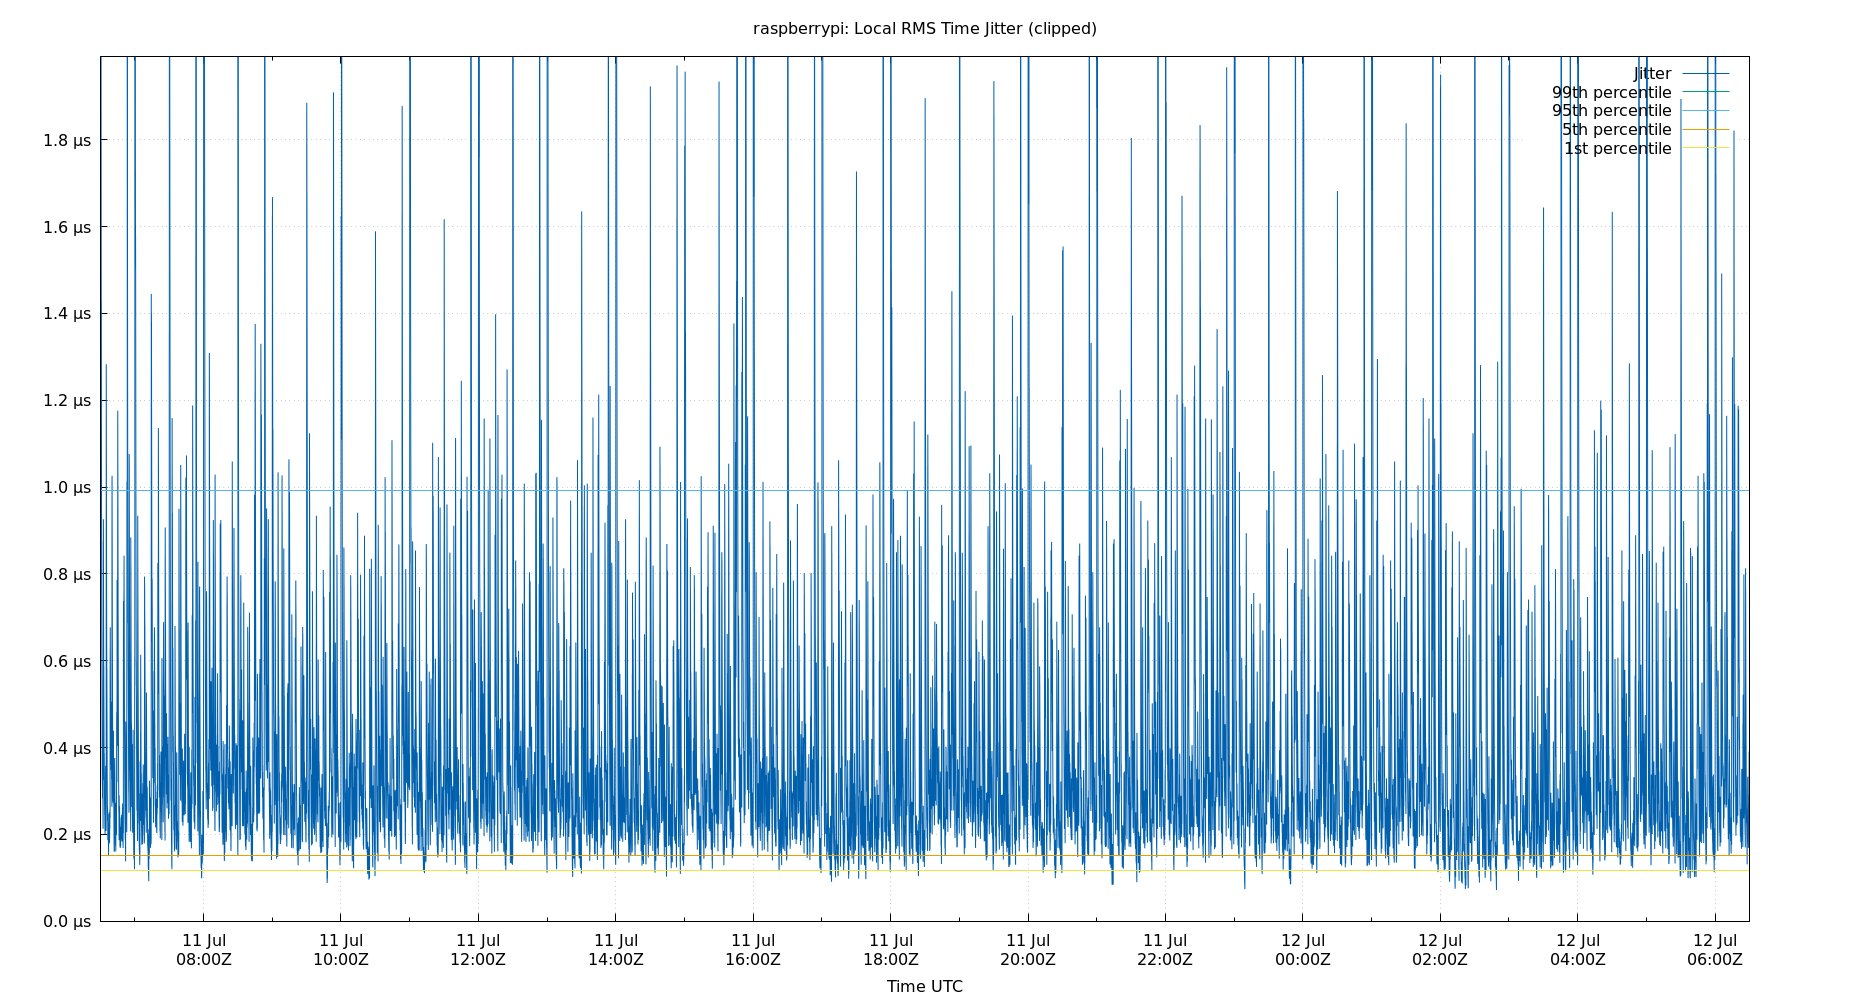 raspberrypi: Local RMS Time Jitter (clipped)
Jitter
99th percentile
95th percentile
5th percentile
1st percentile
1.8 µs
1.6 µs
1.4 µs
1.2 µs
1.0 µs
0.8 µs
0.6 µs
0.4 µs
0.2 µs
0.0 µs
11 Jul 11 Jul 11 Jul 11 Jul 11 Jul 11 Jul 11 Jul 11 Jul 12 Jul 12 Jul 12 Jul 12 Jul
08:00Z 10:00Z 12:00Z 14:00Z 16:00Z 18:00Z 20:00Z 22:00Z 00:00Z 02:00Z 04:00Z 06:00Z
Time UTC